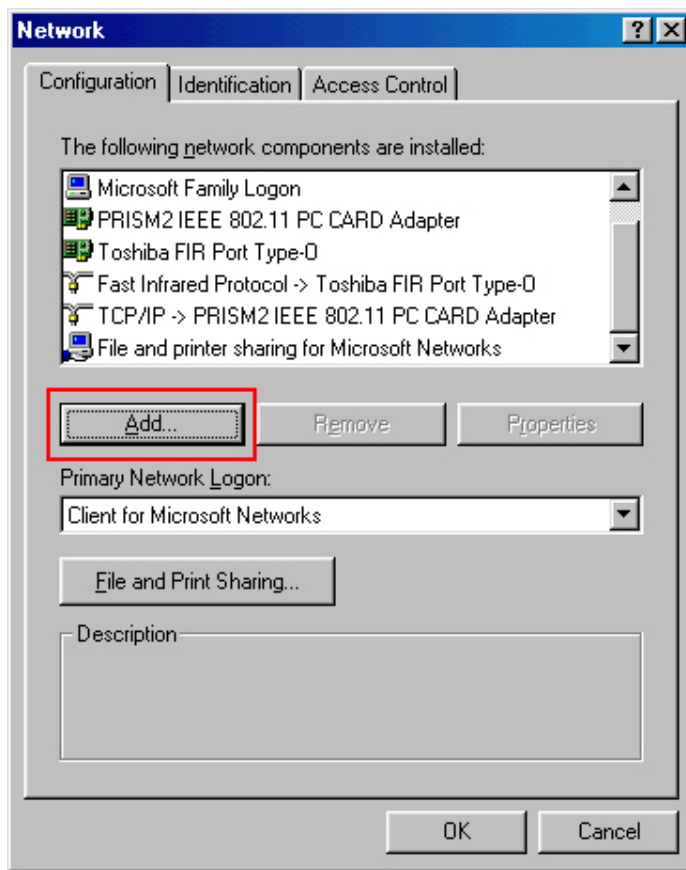 Network
Configuration Identification Access Control
The following network components are installed:
Microsoft Family Logon
PRISM2 IEEE 802.11 PC CARD Adapter
Toshiba FIR Port Type-O
Fast Infrared Protocol -> Toshiba FIR Port Type-O
TCP/IP -> PRISM2 IEEE 802.11 PC CARD Adapter
File and printer sharing for Microsoft Networks
Add... Remove Properties
Primary Network Logon:
Client for Microsoft Networks
File and Print Sharing...
Description
OK Cancel